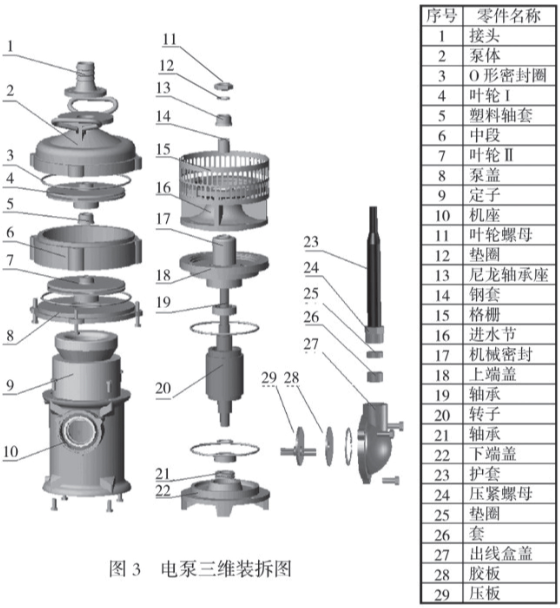 1
2
3
4
5
6
7
8
9
10
11
12
13
14
15
16
17
18
19
20
21
22
23
24
25
26
27
28
29
图 3 电泵三维装拆图
序号 零件名称
1 接头
2 泵体
3 O 形密封圈
4 叶轮Ⅰ
5 塑料轴套
6 中段
7 叶轮Ⅱ
8 泵盖
9 定子
10 机座
11 叶轮螺母
12 垫圈
13 尼龙轴承座
14 钢套
15 格栅
16 进水节
17 机械密封
18 上端盖
19 轴承
20 转子
21 轴承
22 下端盖
23 护套
24 压紧螺母
25 垫圈
26 套
27 出线盒盖
28 胶板
29 压板